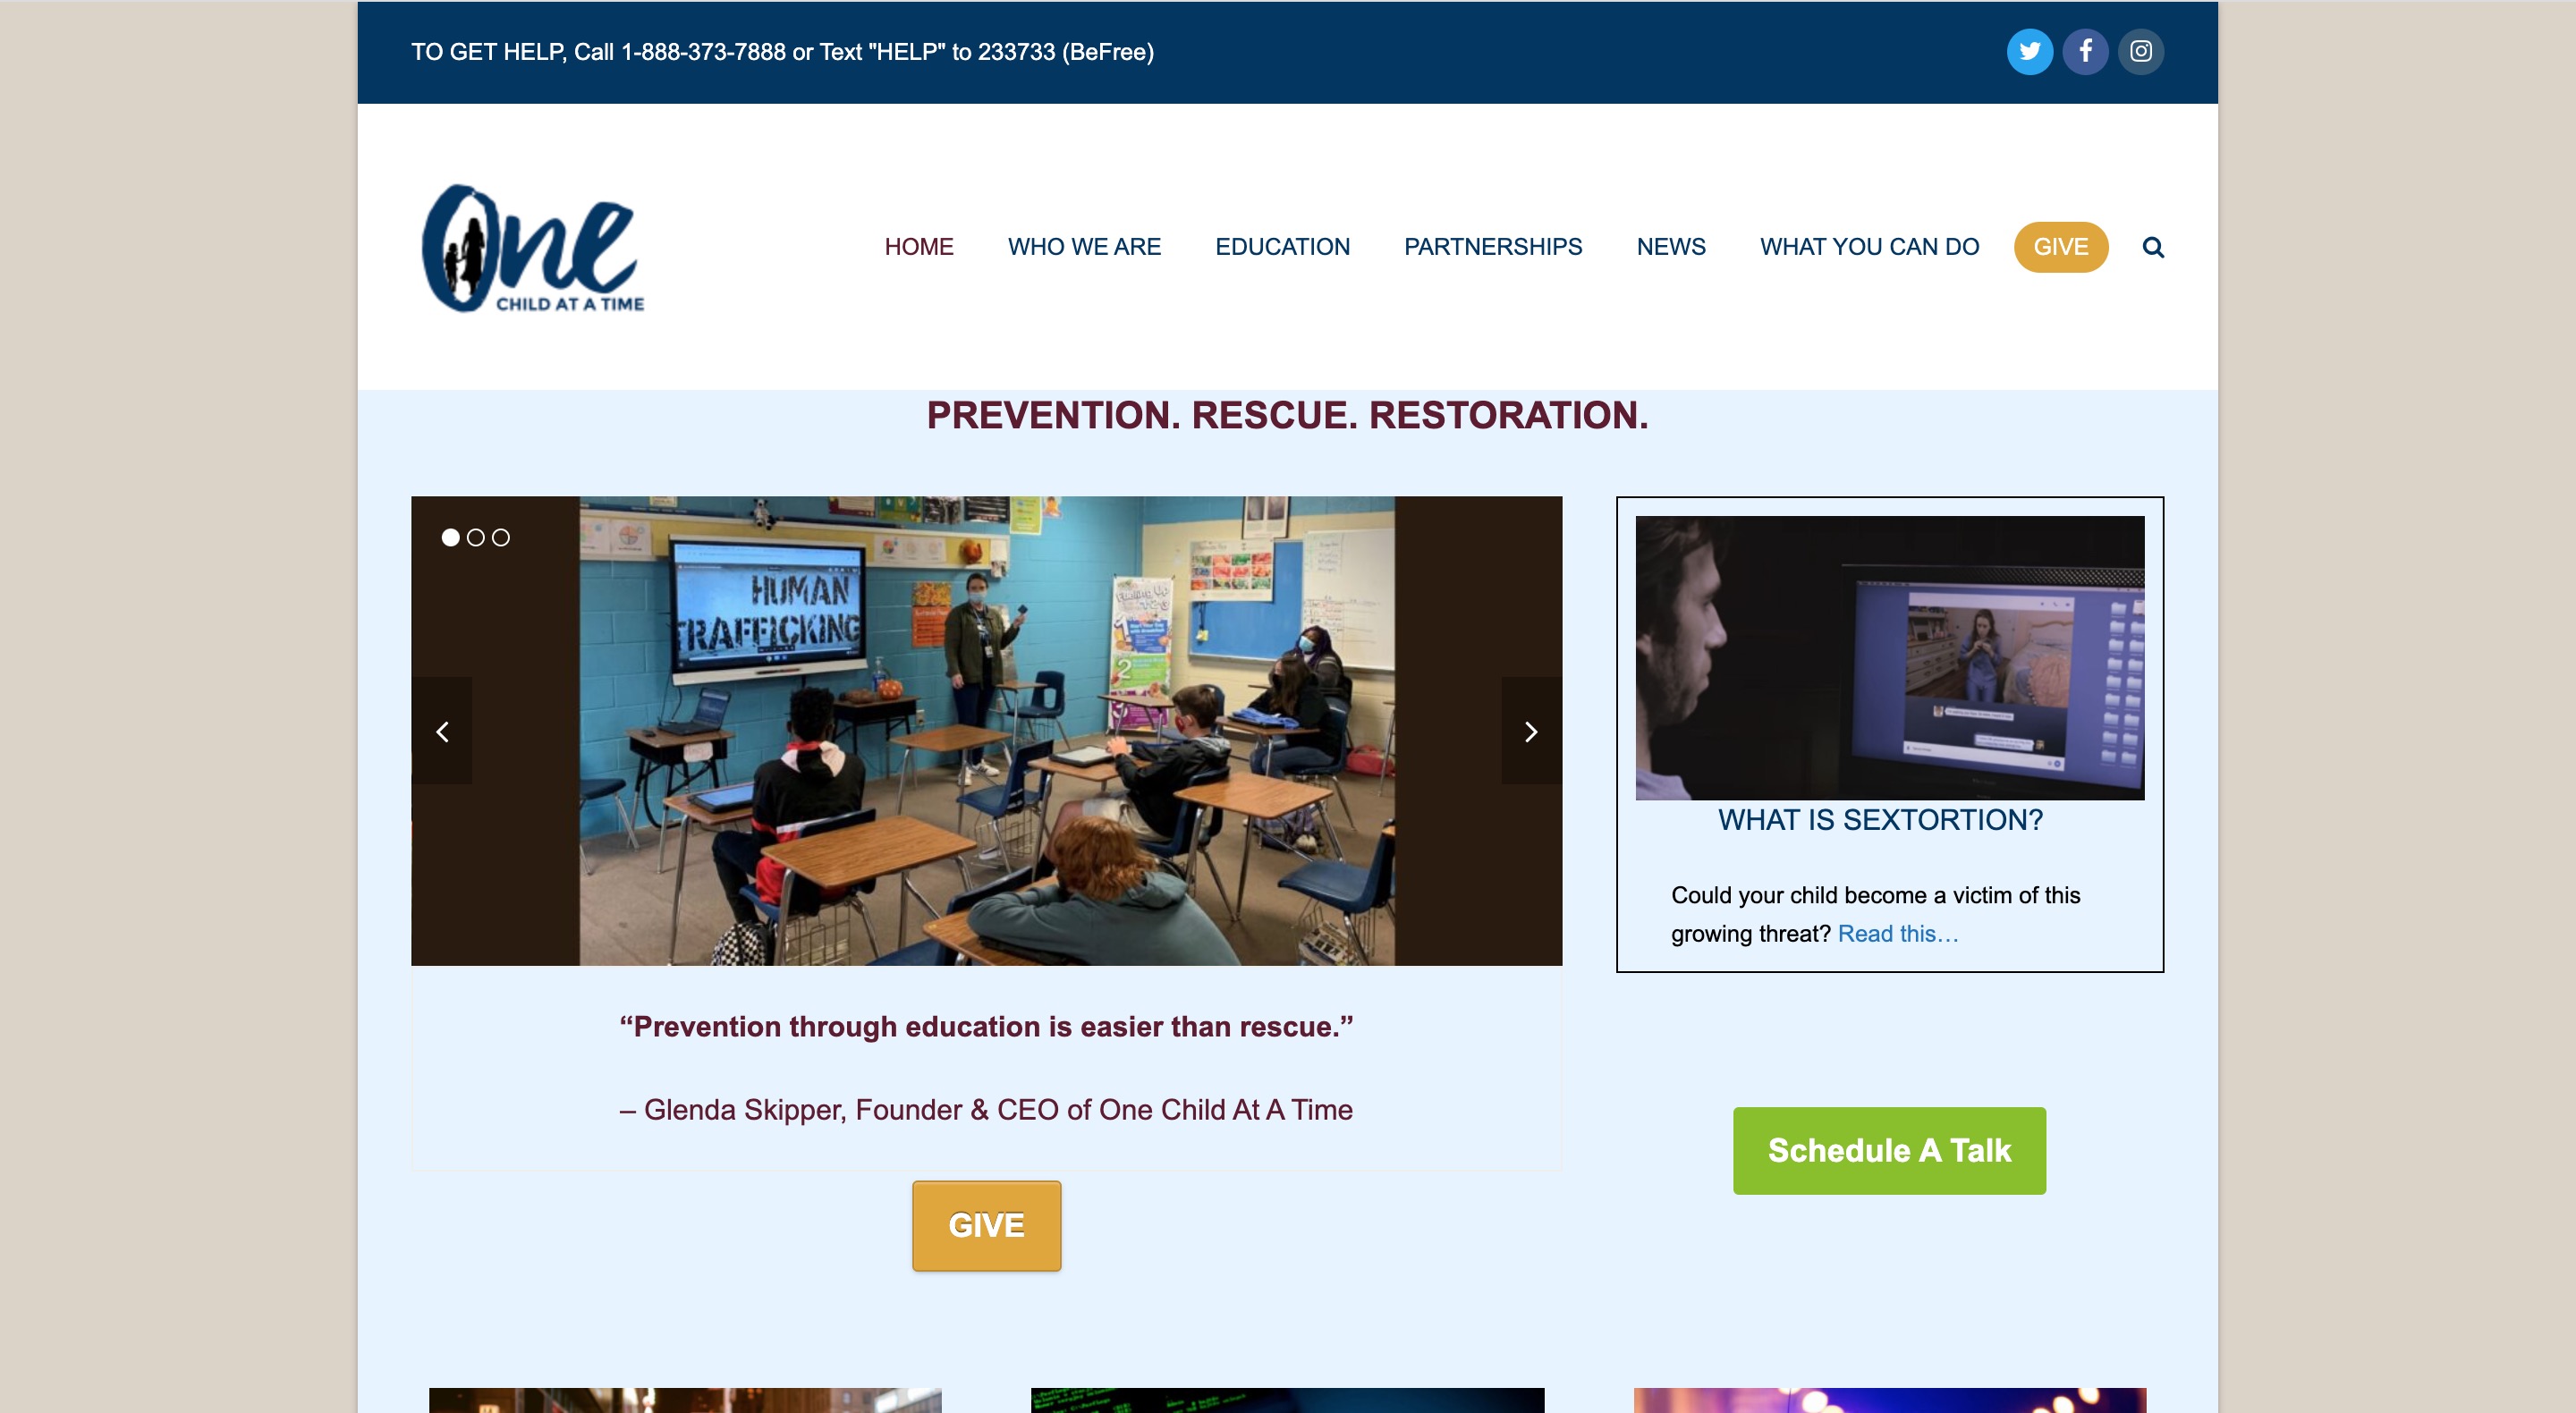 TO GET HELP, Call 1-888-373-7888 or Text "HELP" to 233733 (BeFree)
One
CHILD AT A TIME
HOME WHO WE ARE EDUCATION PARTNERSHIPS NEWS WHAT YOU CAN DO GIVE
PREVENTION. RESCUE. RESTORATION.
HUMAN
TRAFFICKING
2
WHAT IS SEXTORTION?
Could your child become a victim of this
growing threat? Read this…
“Prevention through education is easier than rescue.”
– Glenda Skipper, Founder & CEO of One Child At A Time
Schedule A Talk
GIVE